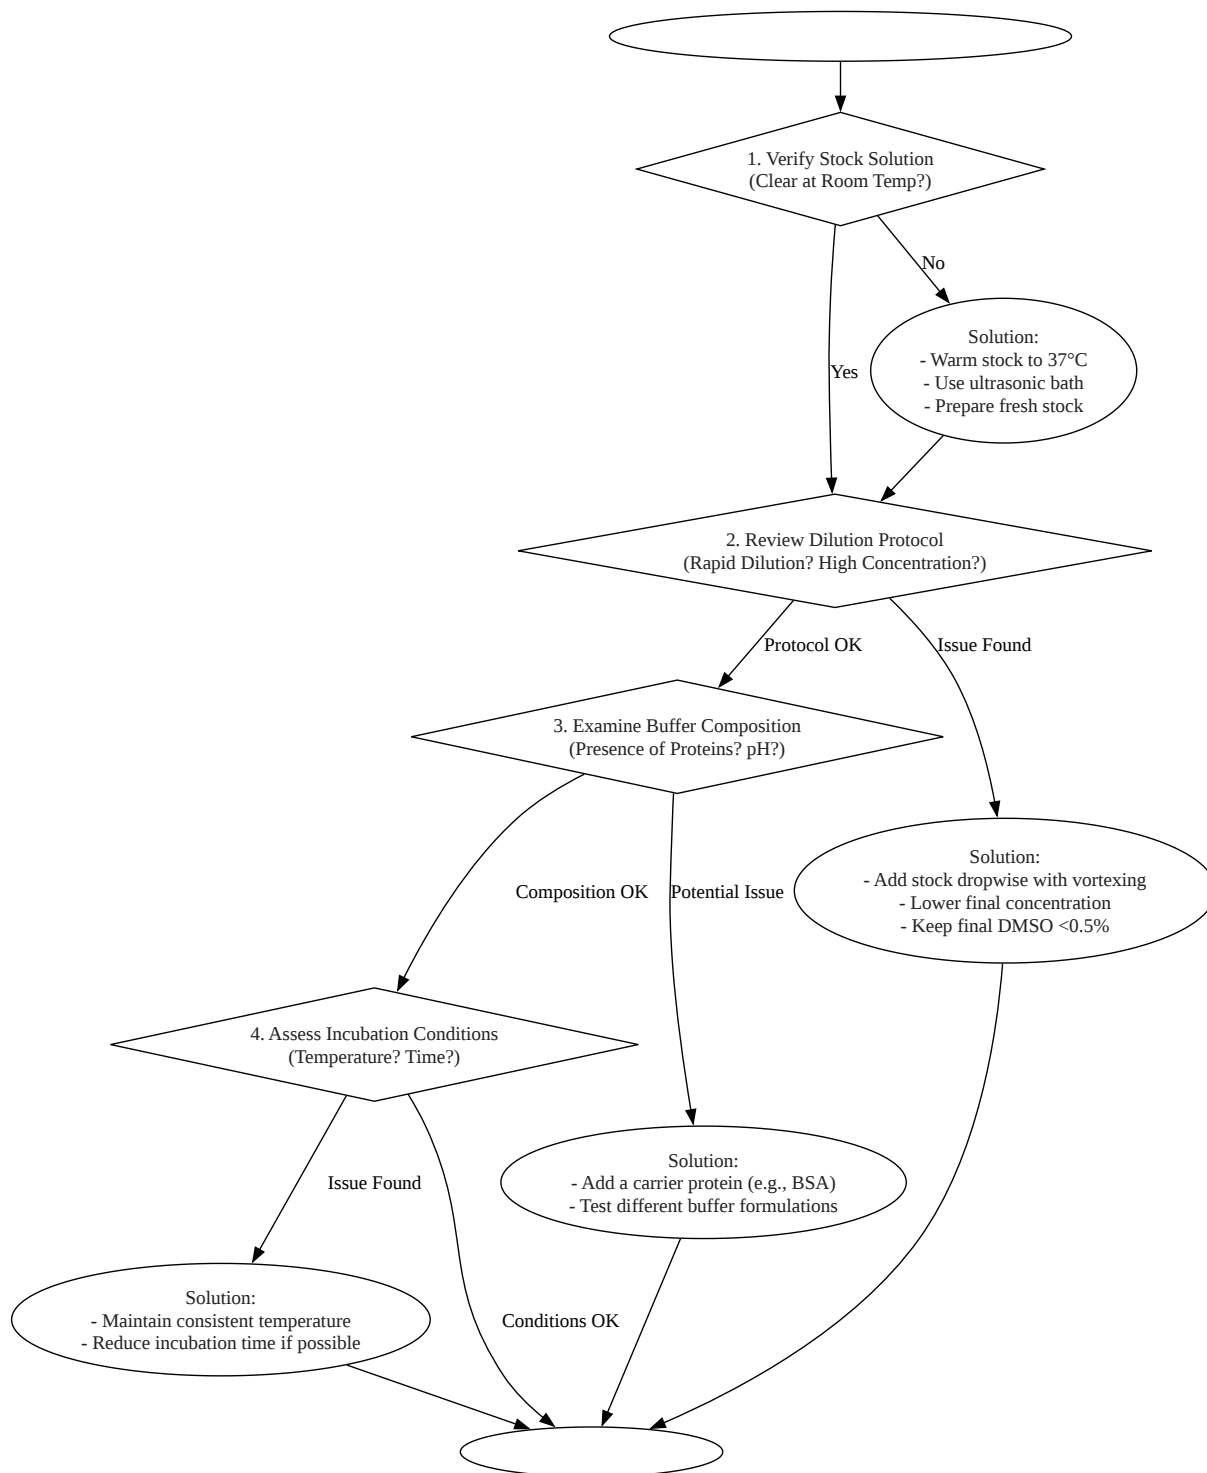 1. Verify Stock Solution
(Clear at Room Temp?)
No
Solution:
- Warm stock to 37°C
- Use ultrasonic bath
- Prepare fresh stock
Yes
2. Review Dilution Protocol
(Rapid Dilution? High Concentration?)
Protocol OK
Issue Found
3. Examine Buffer Composition
(Presence of Proteins? pH?)
Solution:
- Add stock dropwise with vortexing
- Lower final concentration
- Keep final DMSO <0.5%
Composition OK
Potential Issue
4. Assess Incubation Conditions
(Temperature? Time?)
Solution:
- Add a carrier protein (e.g., BSA)
- Test different buffer formulations
Issue Found
Solution:
- Maintain consistent temperature
- Reduce incubation time if possible
Conditions OK